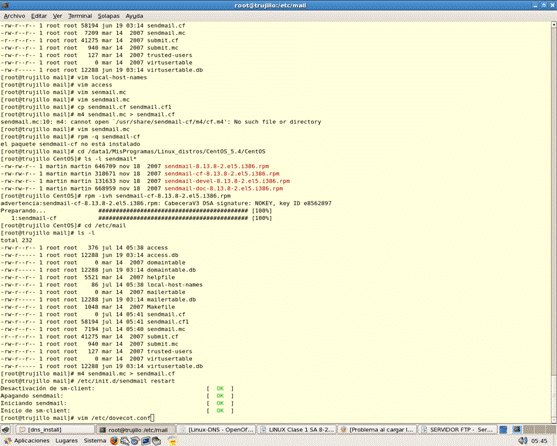 root@trujillo:/etc/mail
Archivo Editar Ver Terminal Solapas Ayuda
-rw-r--r-- 1 root root 58194 jun 19 03:14 sendmail.cf
-rw-r--r-- 1 root root  7209 mar 14  2007 sendmail.mc
-rw-r--r-- 1 root root 41275 mar 14  2007 submit.cf
-rw-r--r-- 1 root root   940 mar 14  2007 submit.mc
-rw-r--r-- 1 root root   127 mar 14  2007 trusted-users
-rw-r--r-- 1 root root     0 mar 14  2007 virtusertable
-rw-r----- 1 root root 12288 jun 19 03:14 virtusertable.db
[root@trujillo mail]# vim local-host-names
[root@trujillo mail]# vim access
[root@trujillo mail]# vim senmail.mc
[root@trujillo mail]# vim sendmail.mc
[root@trujillo mail]# cp sendmail.cf sendmail.cf1
[root@trujillo mail]# m4 sendmail.mc > sendmail.cf
sendmail.mc:10: m4: cannot open `/usr/share/sendmail-cf/m4/cf.m4': No such file or directory
[root@trujillo mail]# rpm -q sendmail-cf
el paquete sendmail-cf no está instalado
[root@trujillo mail]# cd /data1/MisProgramas/Linux_distros/CentOS_5.4/CentOS
[root@trujillo CentOS]# ls -l sendmail*
-rw-r--r-- 1 martin martin 646709 nov 18  2007 sendmail-8.13.8-2.el5.i386.rpm
-rw-r--r-- 1 martin martin 318671 nov 18  2007 sendmail-cf-8.13.8-2.el5.i386.rpm
-rw-r--r-- 1 martin martin 131633 nov 18  2007 sendmail-devel-8.13.8-2.el5.i386.rpm
-rw-r--r-- 1 martin martin 668959 nov 18  2007 sendmail-doc-8.13.8-2.el5.i386.rpm
[root@trujillo CentOS]# rpm -ivh sendmail-cf-8.13.8-2.el5.i386.rpm
advertencia:sendmail-cf-8.13.8-2.el5.i386.rpm: CabeceraV3 DSA signature: NOKEY, key ID e8562897
Preparando... ########################################### [100%]
1:sendmail-cf ########################################### [100%]
[root@trujillo CentOS]# cd /etc/mail
[root@trujillo mail]# ls -l
total 232
-rw-r--r-- 1 root root   376 jul 14 05:38 access
-rw-r----- 1 root root 12288 jun 19 03:14 access.db
-rw-r--r-- 1 root root     0 mar 14  2007 domaintable
-rw-r----- 1 root root 12288 jun 19 03:14 domaintable.db
-rw-r--r-- 1 root root  5521 mar 14  2007 helpfile
-rw-r--r-- 1 root root    86 jul 14 05:38 local-host-names
-rw-r--r-- 1 root root     0 mar 14  2007 mailertable
-rw-r----- 1 root root 12288 jun 19 03:14 mailertable.db
-rw-r--r-- 1 root root  1048 mar 14  2007 Makefile
-rw-r--r-- 1 root root     0 jul 14 05:41 sendmail.cf
-rw-r--r-- 1 root root 58194 jul 14 05:41 sendmail.cf1
-rw-r--r-- 1 root root  7194 jul 14 05:40 sendmail.mc
-rw-r--r-- 1 root root 41275 mar 14  2007 submit.cf
-rw-r--r-- 1 root root   940 mar 14  2007 submit.mc
-rw-r--r-- 1 root root   127 mar 14  2007 trusted-users
-rw-r--r-- 1 root root     0 mar 14  2007 virtusertable
-rw-r----- 1 root root 12288 jun 19 03:14 virtusertable.db
[root@trujillo mail]# m4 sendmail.mc > sendmail.cf
[root@trujillo mail]# /etc/init.d/sendmail restart
Desactivación de sm-client: [ OK ]
Apagando sendmail: [ OK ]
Iniciando sendmail: [ OK ]
Inicio de sm-client: [ OK ]
[root@trujillo mail]# vim /etc/dovecot.conf
[dns_install] root@trujillo:/etc/mail [Linux-DNS - OpenOf... LINUX Clase 1 SA 8-2... [Problema al cargar l... SERVIDOR FTP - Ser...
Aplicaciones Lugares Sistema 05:45